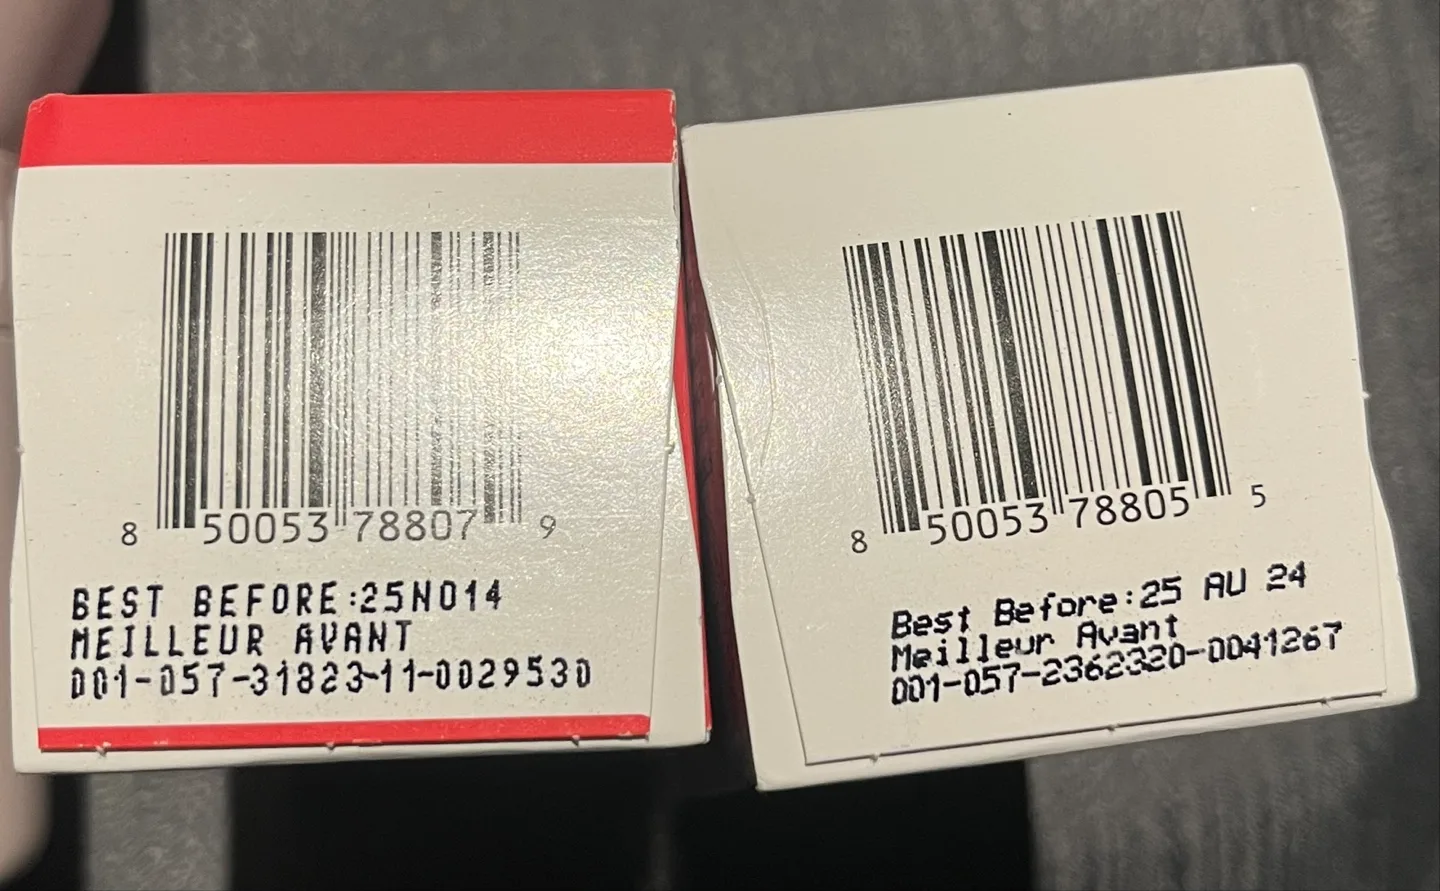 8 50053 78807 9
BEST BEFORE:25NO14
MEILLEUR AVANT
001-057-31823-11-0029530
8 50053 78805 5
Best Before:25 AU 24
Meilleur Avant
001-057-2362320-0041267